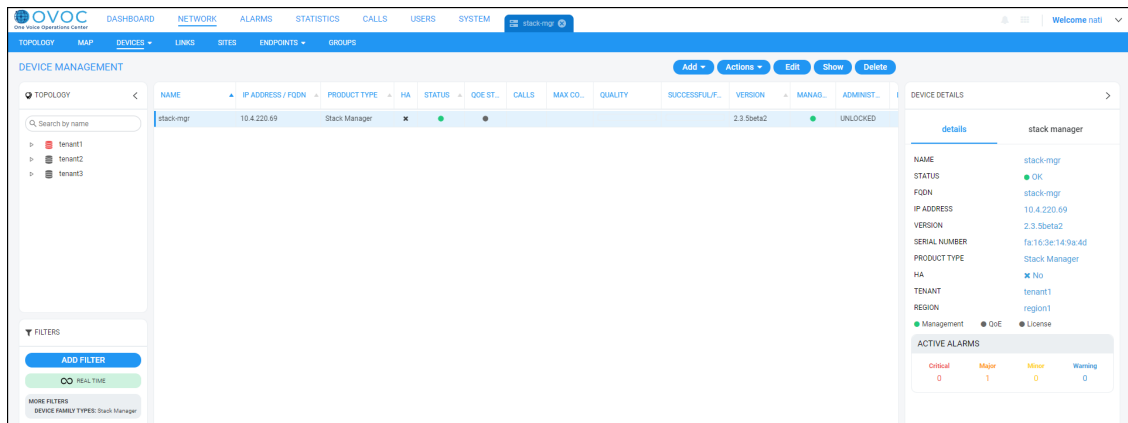 OVOC
One Voice Operations Center
DASHBOARD NETWORK ALARMS STATISTICS CALLS USERS SYSTEM stack-mgr Welcome nati
TOPOLOGY MAP DEVICES LINKS SITES ENDPOINTS GROUPS
DEVICE MANAGEMENT Add Actions Edit Show Delete
TOPOLOGY
Search by name
tenant1
tenant2
tenant3
FILTERS
ADD FILTER
REAL TIME
MORE FILTERS
DEVICE FAMILY TYPES: Stack Manager
NAME IP ADDRESS / FQDN PRODUCT TYPE HA STATUS QOE ST... CALLS MAX CO... QUALITY SUCCESSFUL/F... VERSION MANAG... ADMINIST...
stack-mgr 10.4.220.69 Stack Manager 2.3.5beta2 UNLOCKED
DEVICE DETAILS
details stack manager
NAME stack-mgr
STATUS OK
FQDN stack-mgr
IP ADDRESS 10.4.220.69
VERSION 2.3.5beta2
SERIAL NUMBER fa:16:3e:14:9a:4d
PRODUCT TYPE Stack Manager
HA No
TENANT tenant1
REGION region1
Management QoE License
ACTIVE ALARMS
Critical Major Minor Warning
0 1 0 0